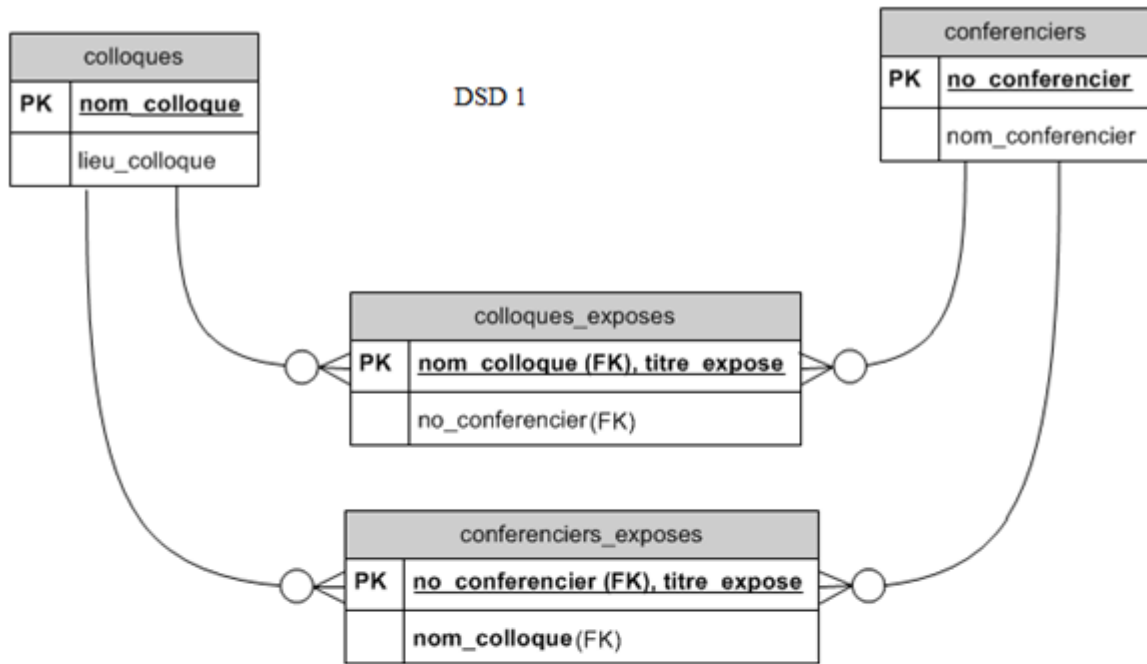 colloques
PK nom_colloque
lieu_colloque
DSD 1
conferenciers
PK no_conferencier
nom_conferencier
colloques_exposes
PK nom_colloque (FK), titre_expose
no_conferencier(FK)
conferenciers_exposes
PK no_conferencier (FK), titre_expose
nom_colloque(FK)